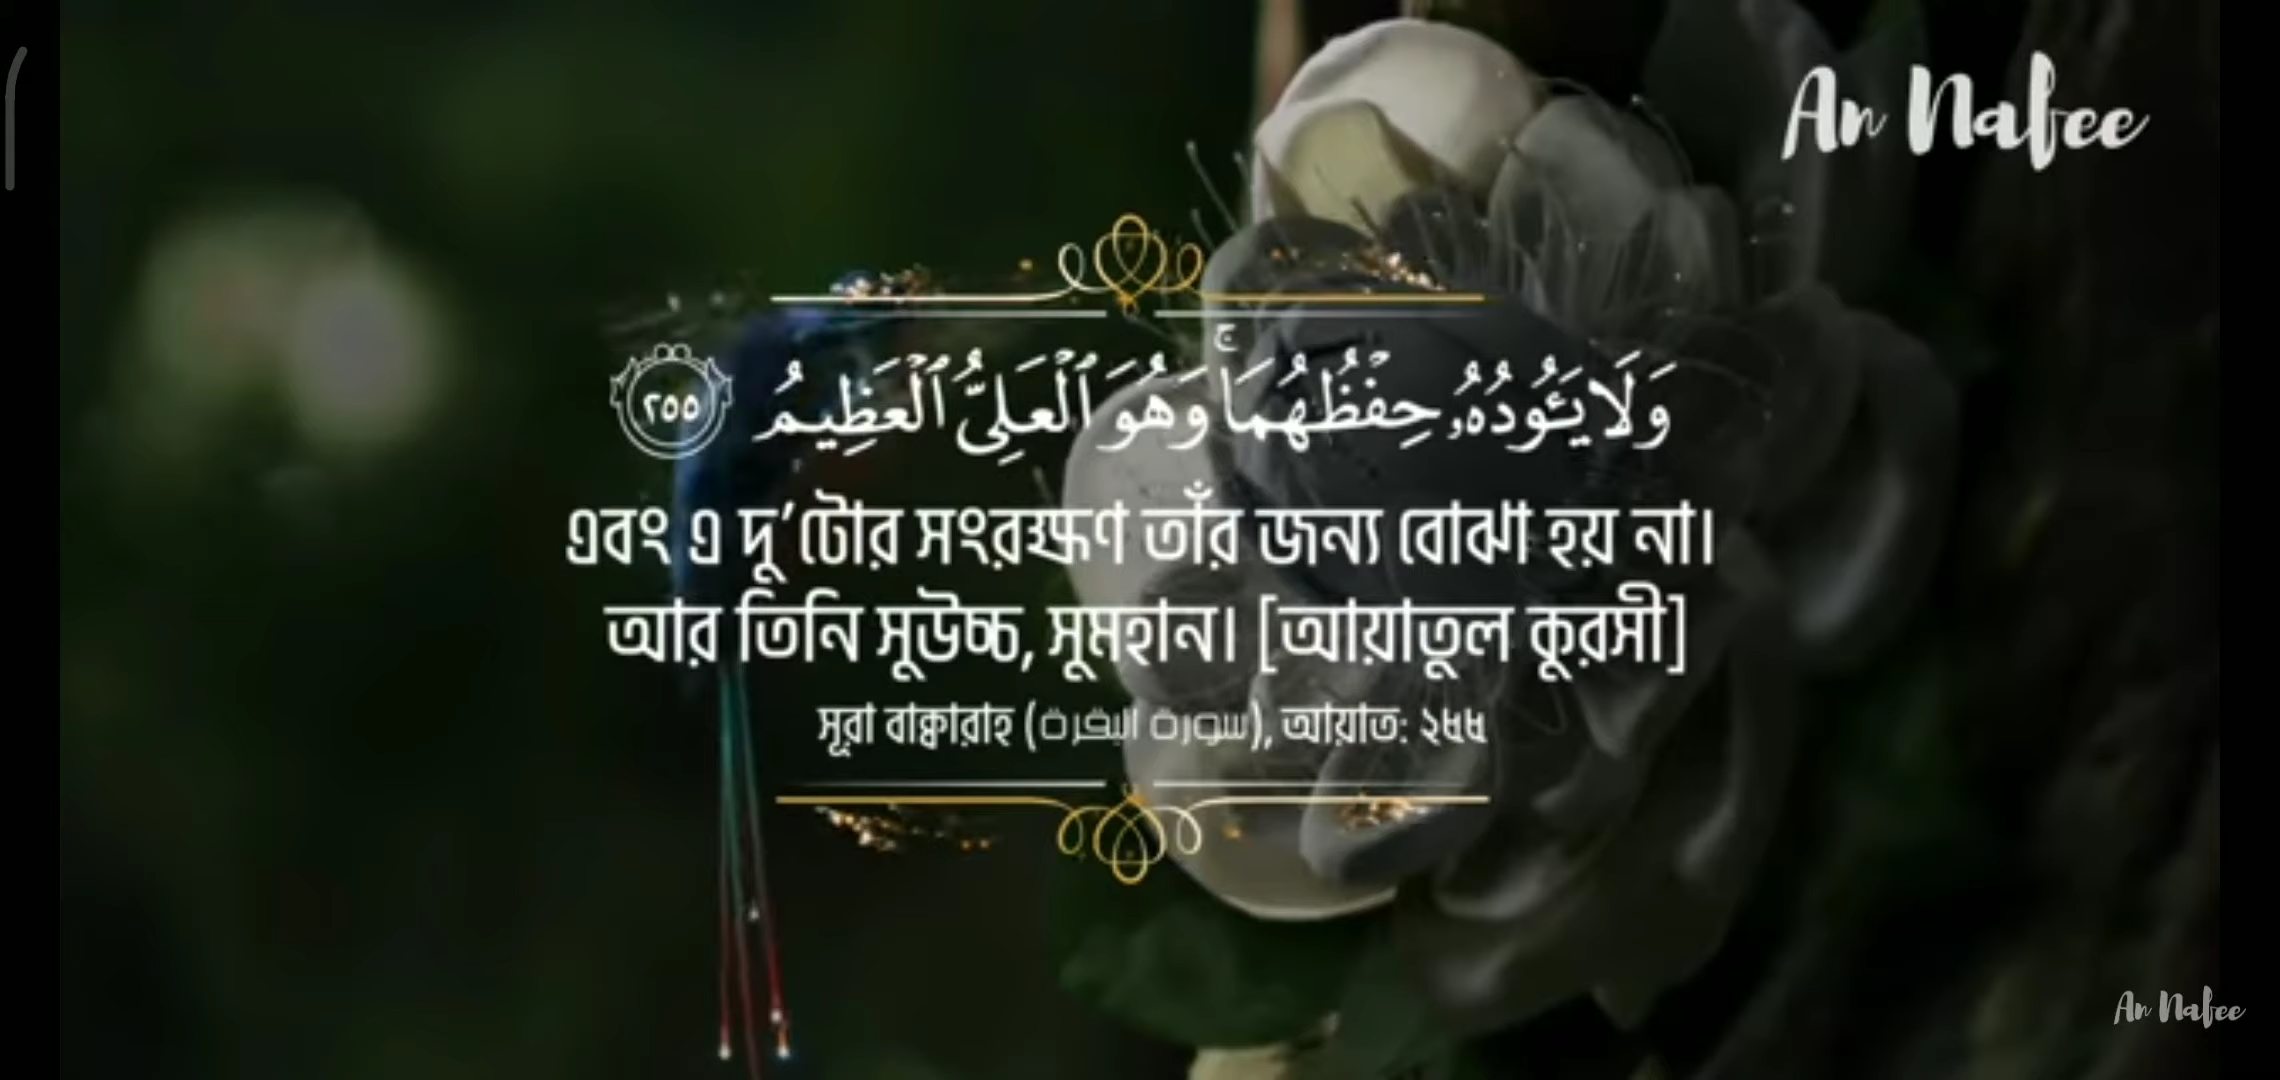 An Nafee
وَلَا يَـُٔودُهُۥ حِفْظُهُمَا ۚ وَهُوَ ٱلْعَلِىُّ ٱلْعَظِيمُ ٢٥٥
এবং এ দু’টোর সংরক্ষণ তাঁর জন্য বোঝা হয় না।
আর তিনি সুউচ্চ, সুমহান। [আয়াতুল কুরসী]
সূরা বাক্বারাহ (سورة البقرة), আয়াত: ২৫৫
An Nafee